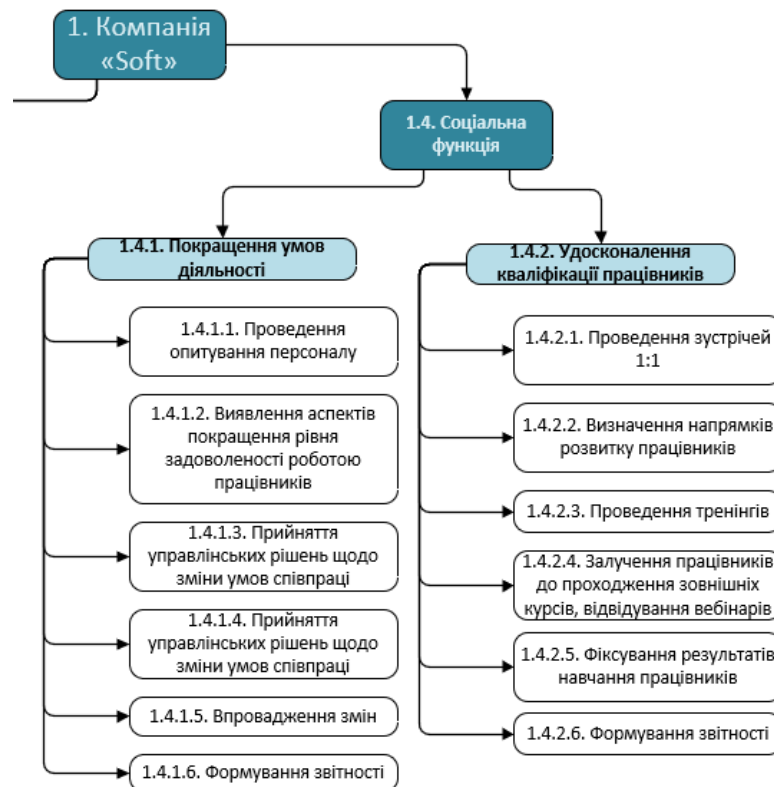 1. Компанія
«Soft»
1.4. Соціальна
функція
1.4.1. Покращення умов
діяльності
1.4.1.1. Проведення
опитування персоналу
1.4.1.2. Виявлення аспектів
покращення рівня
задоволеності роботою
працівників
1.4.1.3. Прийняття
управлінських рішень щодо
зміни умов співпраці
1.4.1.4. Прийняття
управлінських рішень щодо
зміни умов співпраці
1.4.1.5. Впровадження змін
1.4.1.6. Формування звітності
1.4.2. Удосконалення
кваліфікації працівників
1.4.2.1. Проведення зустрічей
1:1
1.4.2.2. Визначення напрямків
розвитку працівників
1.4.2.3. Проведення тренінгів
1.4.2.4. Залучення працівників
до проходження зовнішніх
курсів, відвідування вебінарів
1.4.2.5. Фіксування результатів
навчання працівників
1.4.2.6. Формування звітності